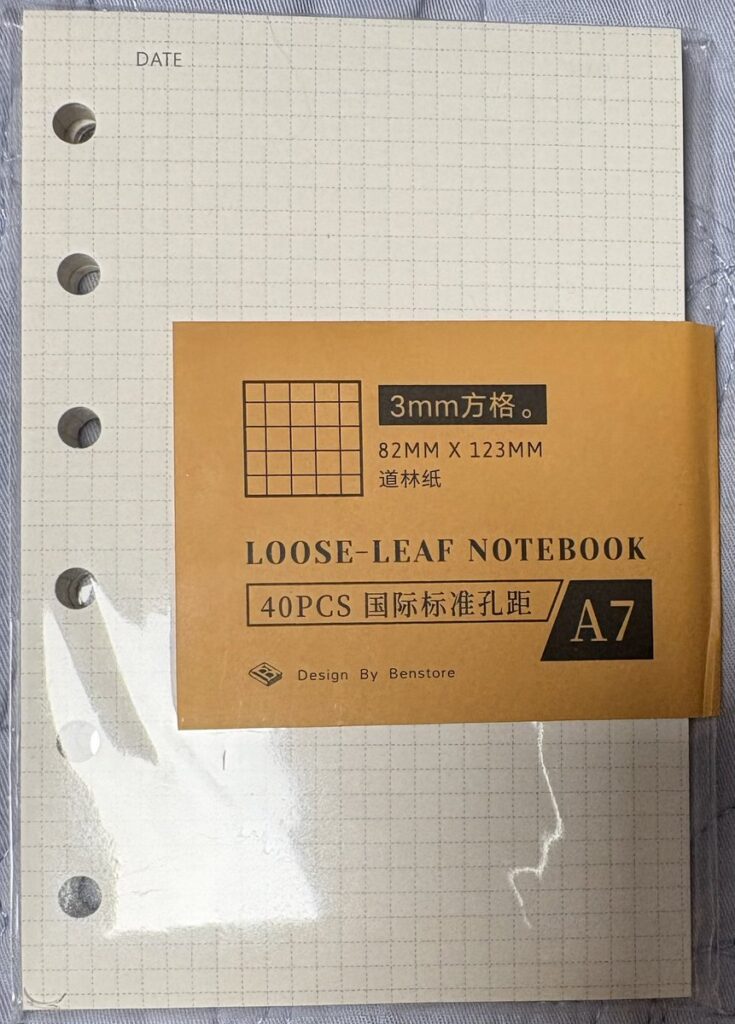 DATE
3mm方格。
82MM X 123MM
道林纸
LOOSE-LEAF NOTEBOOK
40PCS 国际标准孔距
A7
Design By Benstore